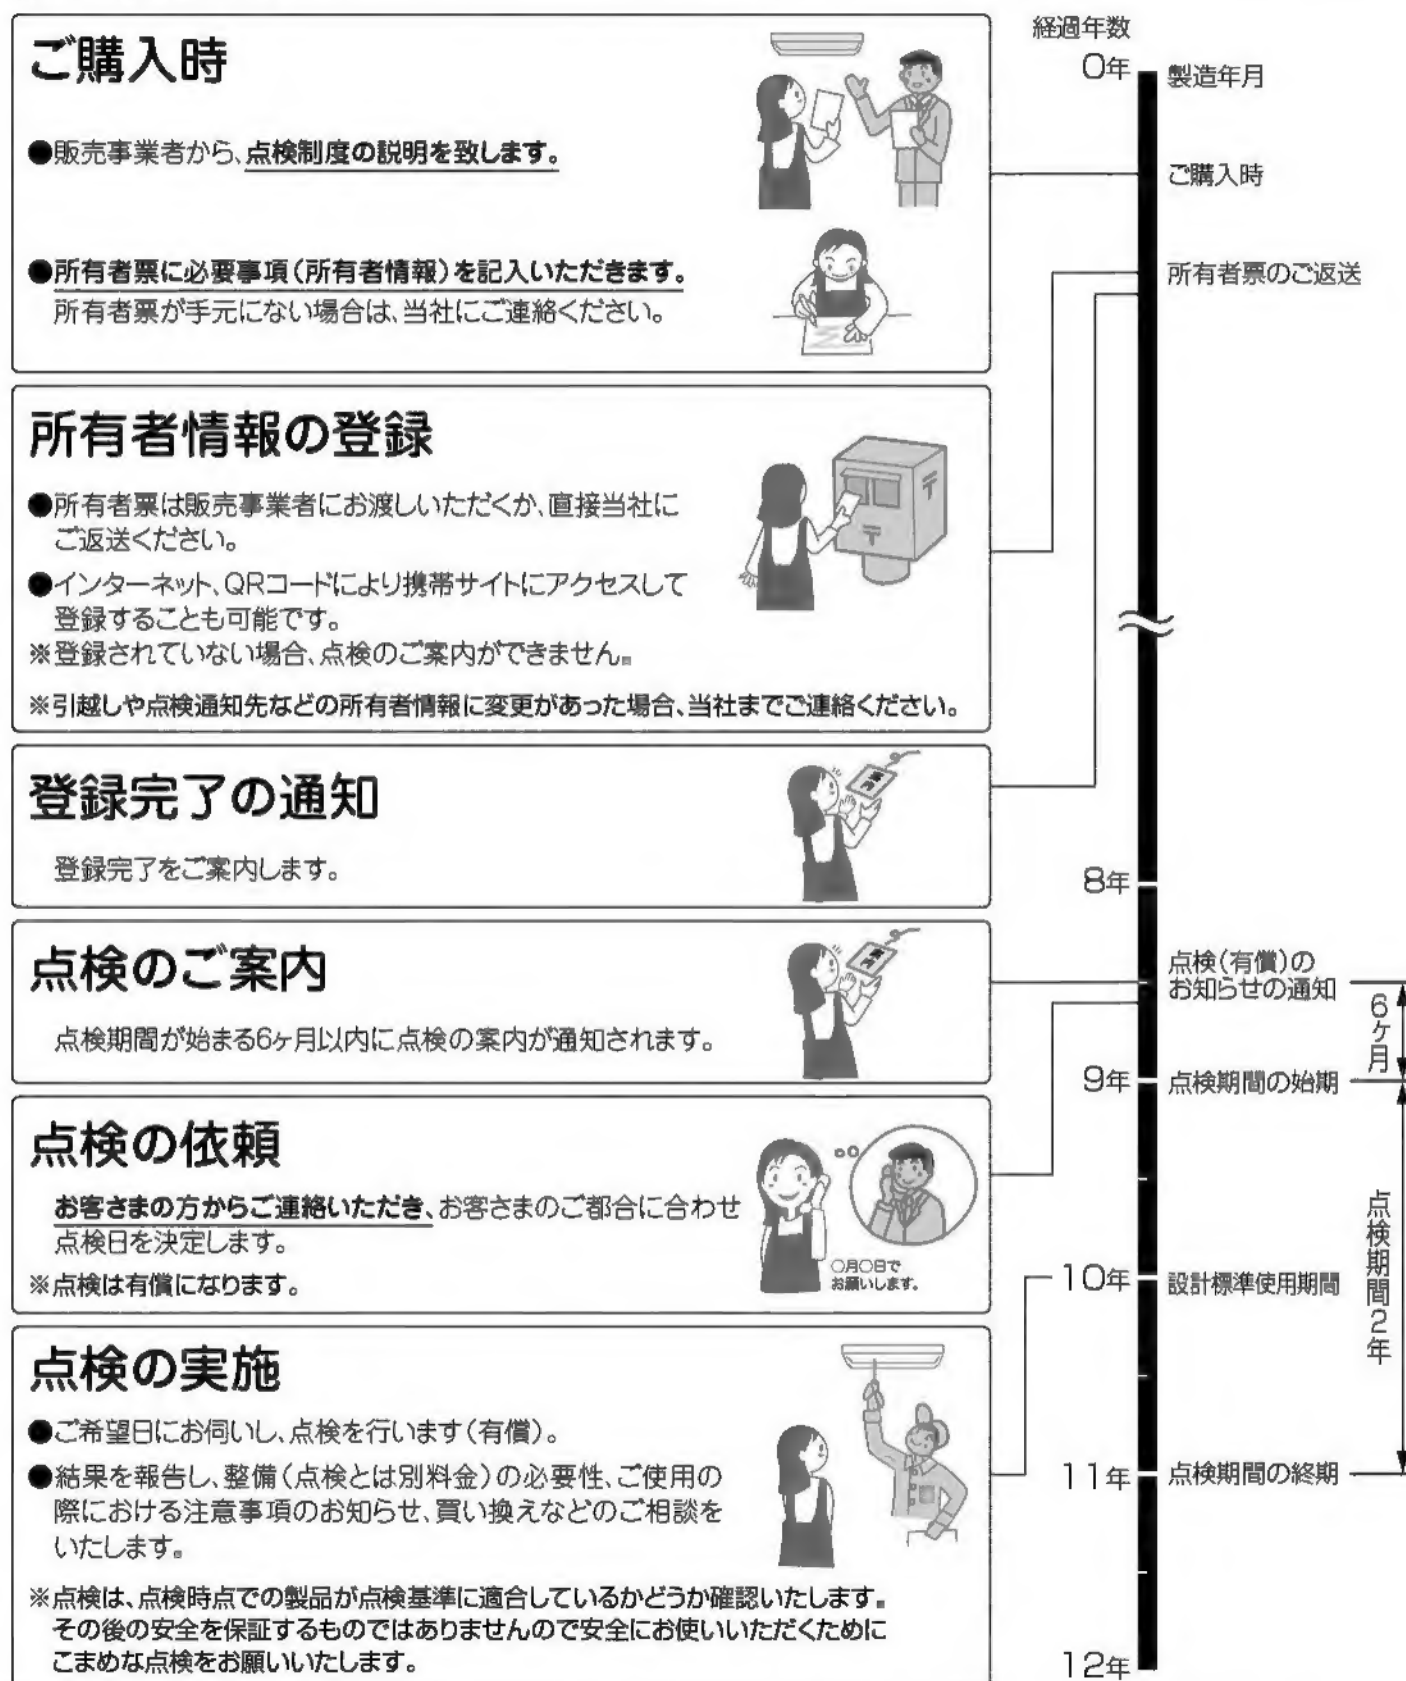 ご購入時
●販売事業者から、点検制度の説明を致します。
●所有者票に必要事項(所有者情報)を記入いただきます。
所有者票が手元にない場合は、当社にご連絡ください。
所有者情報の登録
●所有者票は販売事業者にお渡しいただくか、直接当社に
ご返送ください。
●インターネット、QRコードにより携帯サイトにアクセスして
登録することも可能です。
※登録されていない場合、点検のご案内ができません。
※引越しや点検通知先などの所有者情報に変更があった場合、当社までご連絡ください。
〒
〒
登録完了の通知
登録完了をご案内します。
案内
点検のご案内
点検期間が始まる6ヶ月以内に点検の案内が通知されます。
案内
点検の依頼
お客さまの方からご連絡いただき、お客さまのご都合に合わせ
点検日を決定します。
※点検は有償になります。
○月○日で
お願いします。
点検の実施
●ご希望日にお伺いし、点検を行います(有償)。
●結果を報告し、整備(点検とは別料金)の必要性、ご使用の
際における注意事項のお知らせ、買い換えなどのご相談を
いたします。
※点検は、点検時点での製品が点検基準に適合しているかどうか確認いたします。
その後の安全を保証するものではありませんので安全にお使いいただくために
こまめな点検をお願いいたします。
経過年数
0年
製造年月
ご購入時
所有者票のご返送
8年
点検(有償)の
お知らせの通知
6ヶ月
9年
点検期間の始期
点検期間2年
10年
設計標準使用期間
11年
点検期間の終期
12年